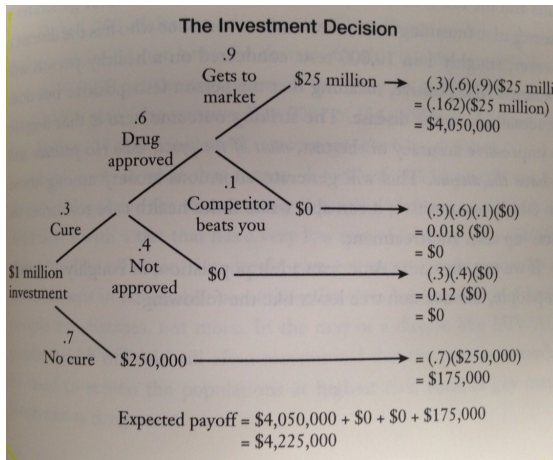 The Investment Decision
.9
Gets to
market
$25 million
(.3)(.6)(.9)($25 milli
= (.162)($25 million)
= $4,050,000
.6
Drug
approved
.1
Competitor
beats you
$0
(.3)(.6)(.1)($0)
= 0.018 ($0)
= $0
.3
Cure
.4
Not
approved
$0
= (.3)(.4)($0)
= 0.12 ($0)
= $0
$1 million
investment
.7
No cure
$250,000
= (.7)($250,000)
= $175,000
Expected payoff = $4,050,000 + $0 + $0 + $175,000
= $4,225,000